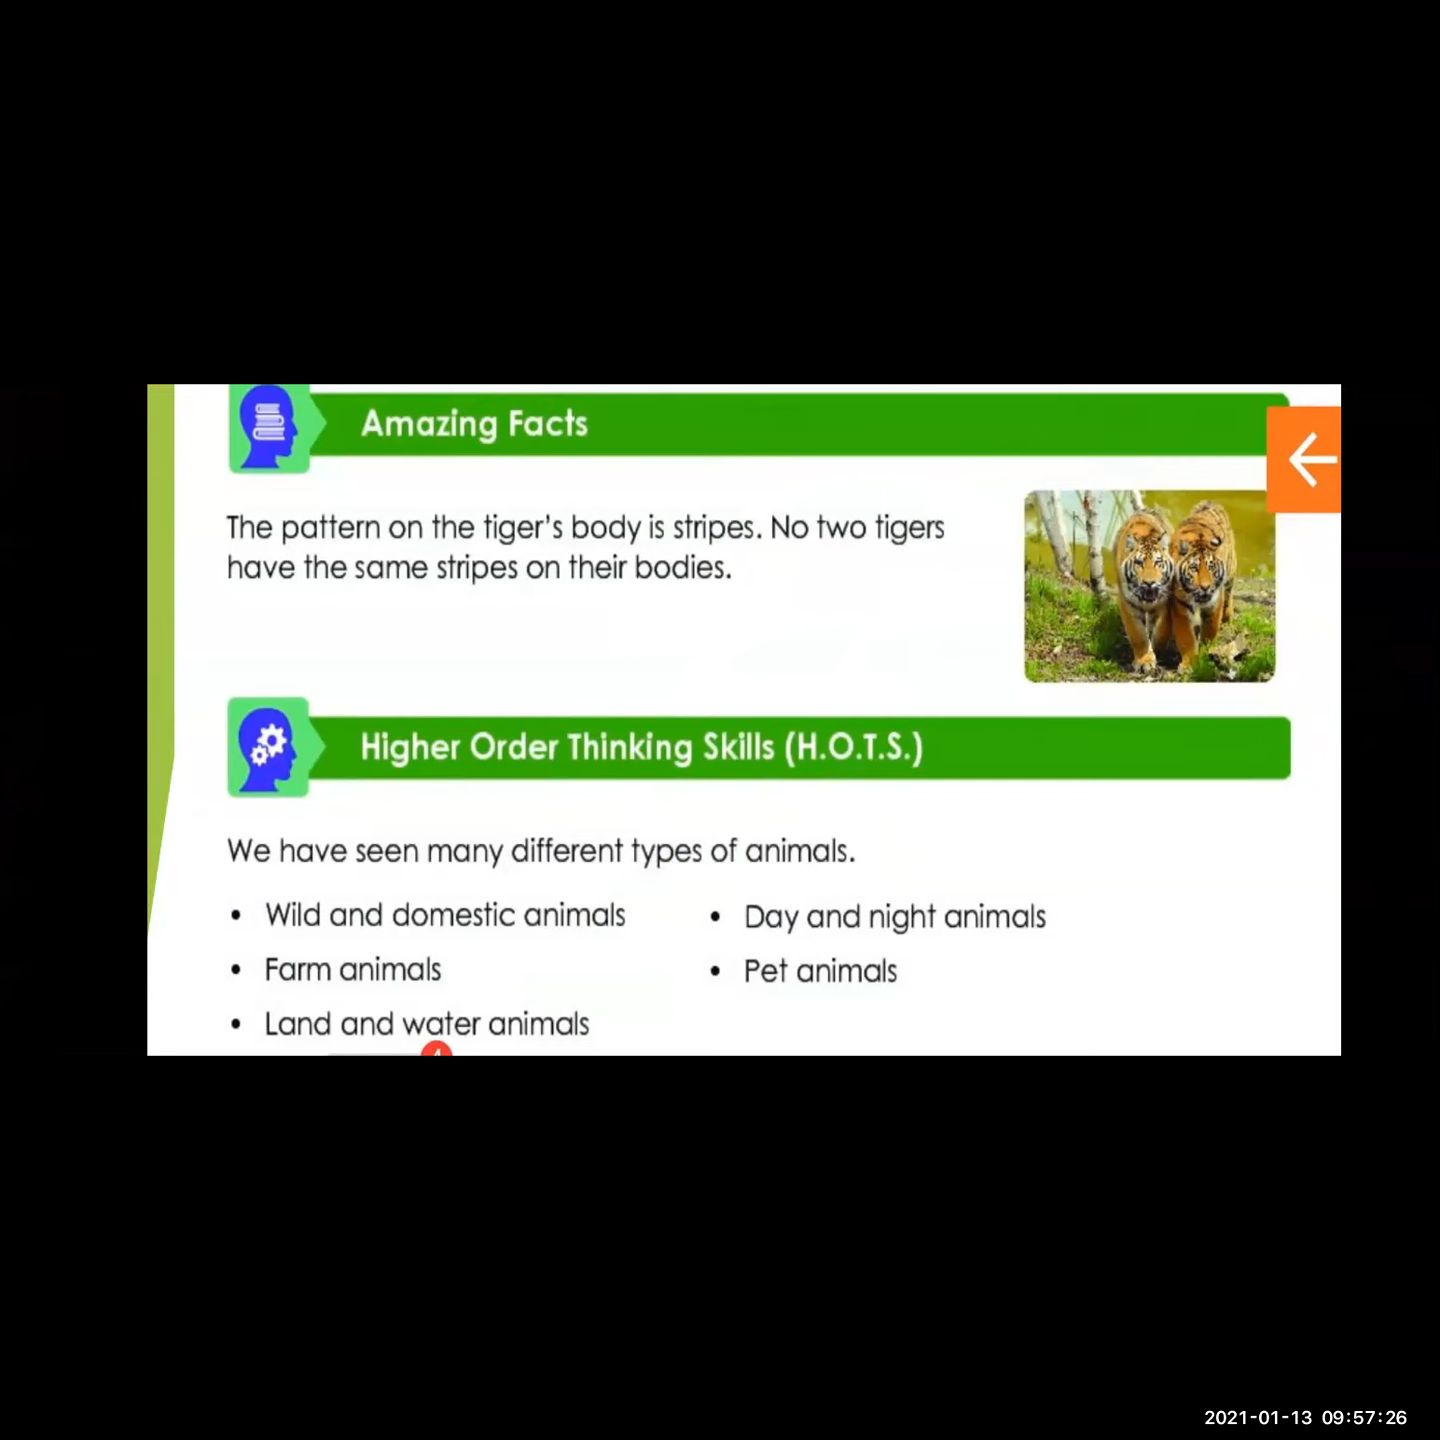 Amazing Facts
The pattern on the tiger's body is stripes. No two tigers
have the same stripes on their bodies.
Higher Order Thinking Skills (H.O.T.S.)
We have seen many different types of animals.
• Wild and domestic animals
• Farm animals
• Land and water animals
• Day and night animals
• Pet animals
2021-01-13 09:57:26